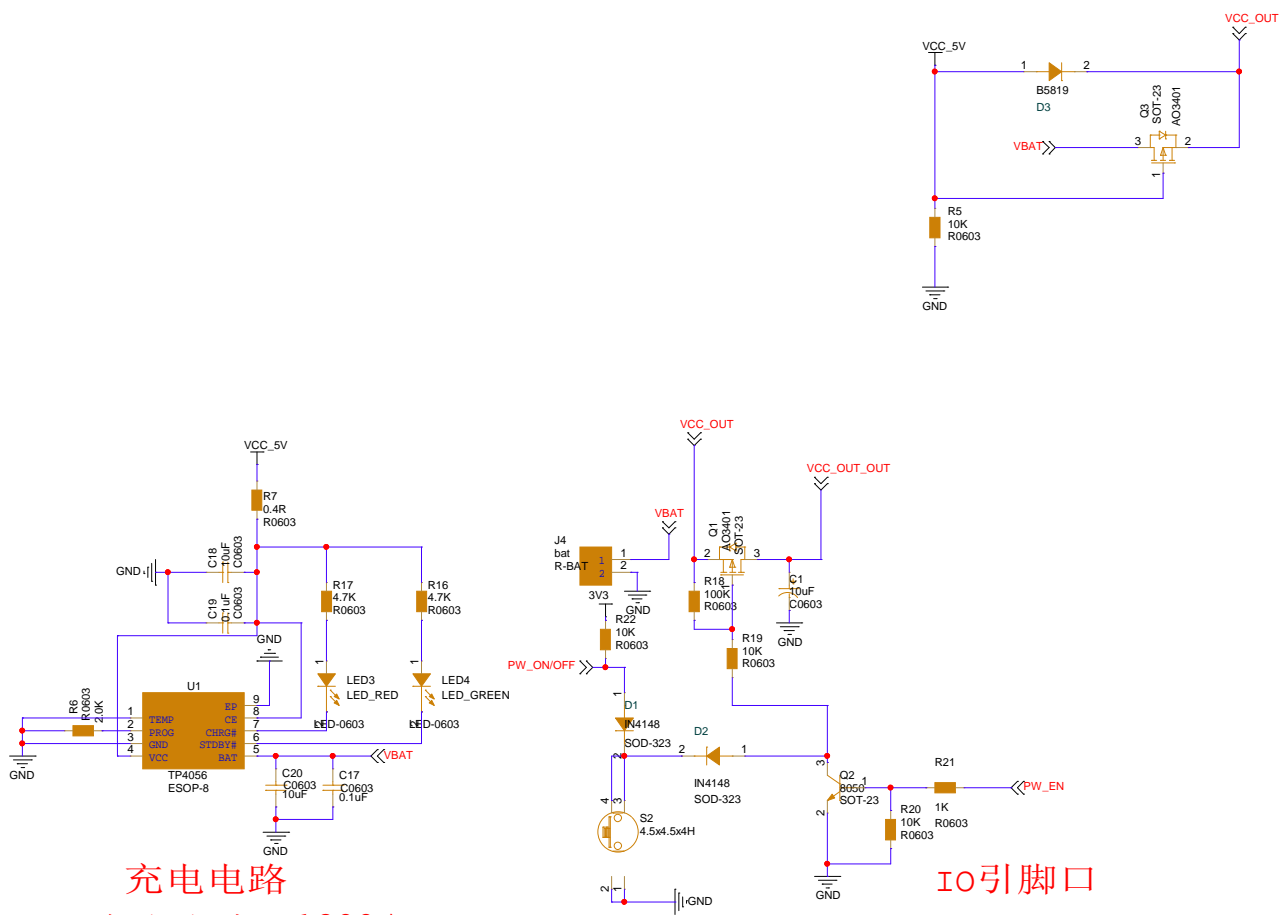 VCC_OUT
VCC_5V
1
2
B5819
D3
Q3
SOT-23
AO3401
VBAT
3
2
1
R5
10K
R0603
GND
VCC_5V
R7
0.4R
R0603
C18
10uF
C0603
GND
C19
0.1uF
C0603
GND
R17
4.7K
R0603
R16
4.7K
R0603
1
LED3
LED_RED
LED-0603
2
1
LED4
LED_GREEN
LED-0603
R6
R0603
2.0K
GND
U1
1
2
3
4
TEMP
PROG
GND
VCC
EP
CE
CHRG#
STDBY#
BAT
9
8
7
6
5
TP4056
ESOP-8
VBAT
C20
C0603
10uF
C17
C0603
0.1uF
GND
充电电路
VCC_OUT
VCC_OUT_OUT
VBAT
J4
bat
R-BAT
1
2
1
2
GND
Q1
AO3401
SOT-23
2
3
1
R18
100K
R0603
C1
10uF
C0603
GND
R19
10K
R0603
3V3
R22
10K
R0603
PW_ON/OFF
1
D1
IN4148
SOD-323
2
D2
2
1
IN4148
SOD-323
4
3
S2
4.5x4.5x4H
2
1
GND
3
Q2
8050
SOT-23
1
2
R21
1K
R0603
PW_EN
R20
10K
R0603
GND
IO引脚口